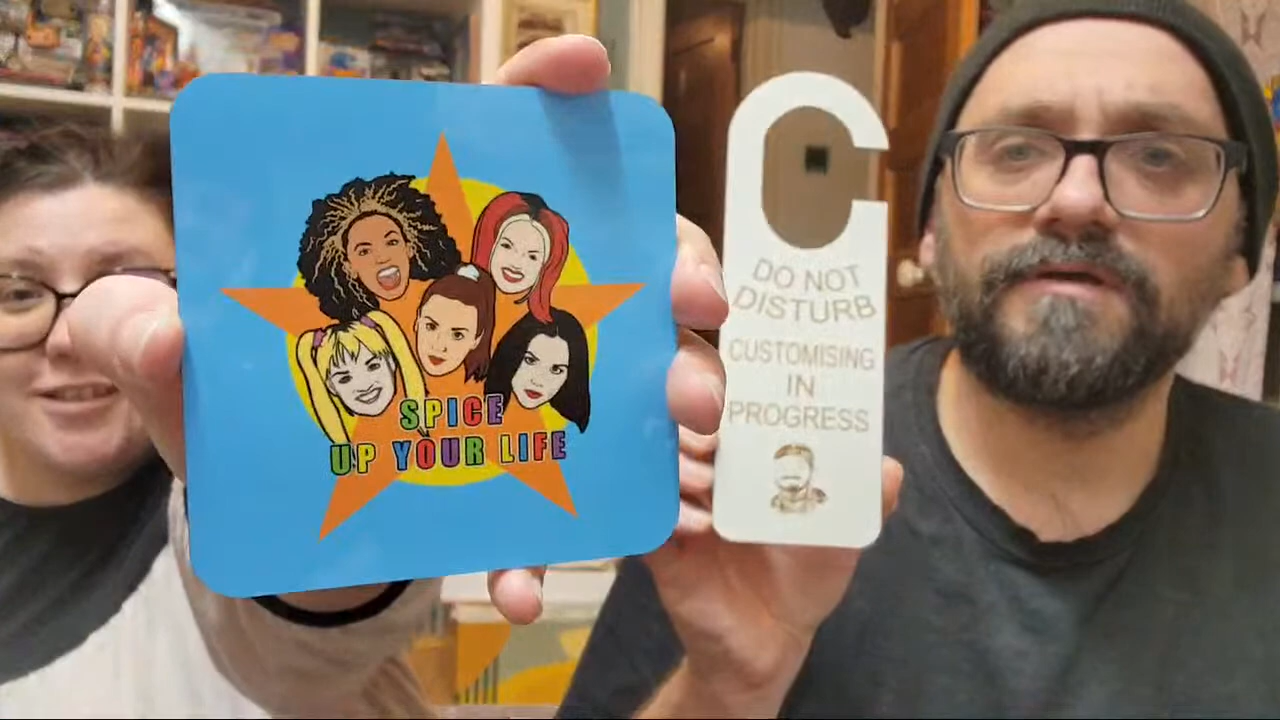 SPICE
UP YOUR LIFE
DO NOT
DISTURB
CUSTOMISING
IN
PROGRESS